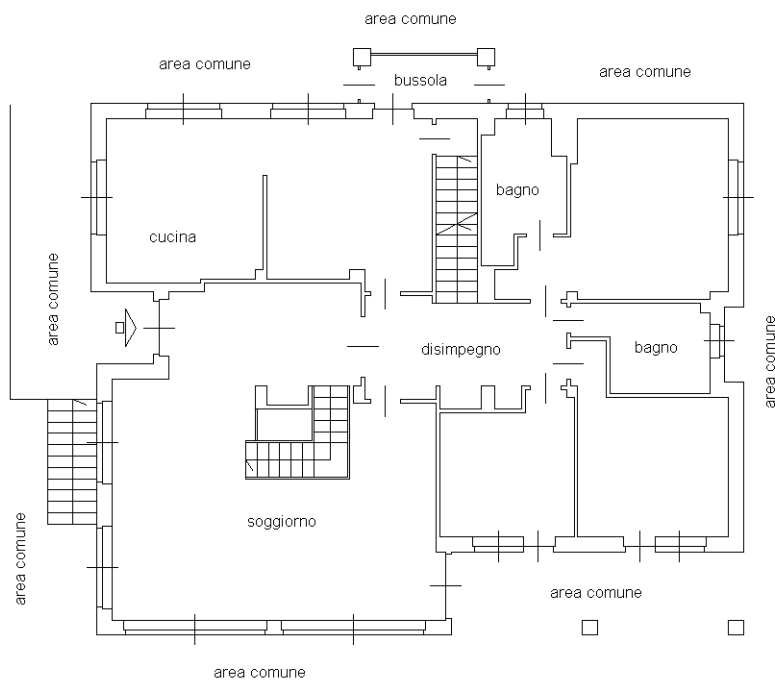 area comune
area comune
area comune
bussola
bagno
cucina
area comune
disimpegno
bagno
area comune
soggiorno
area comune
area comune
area comune